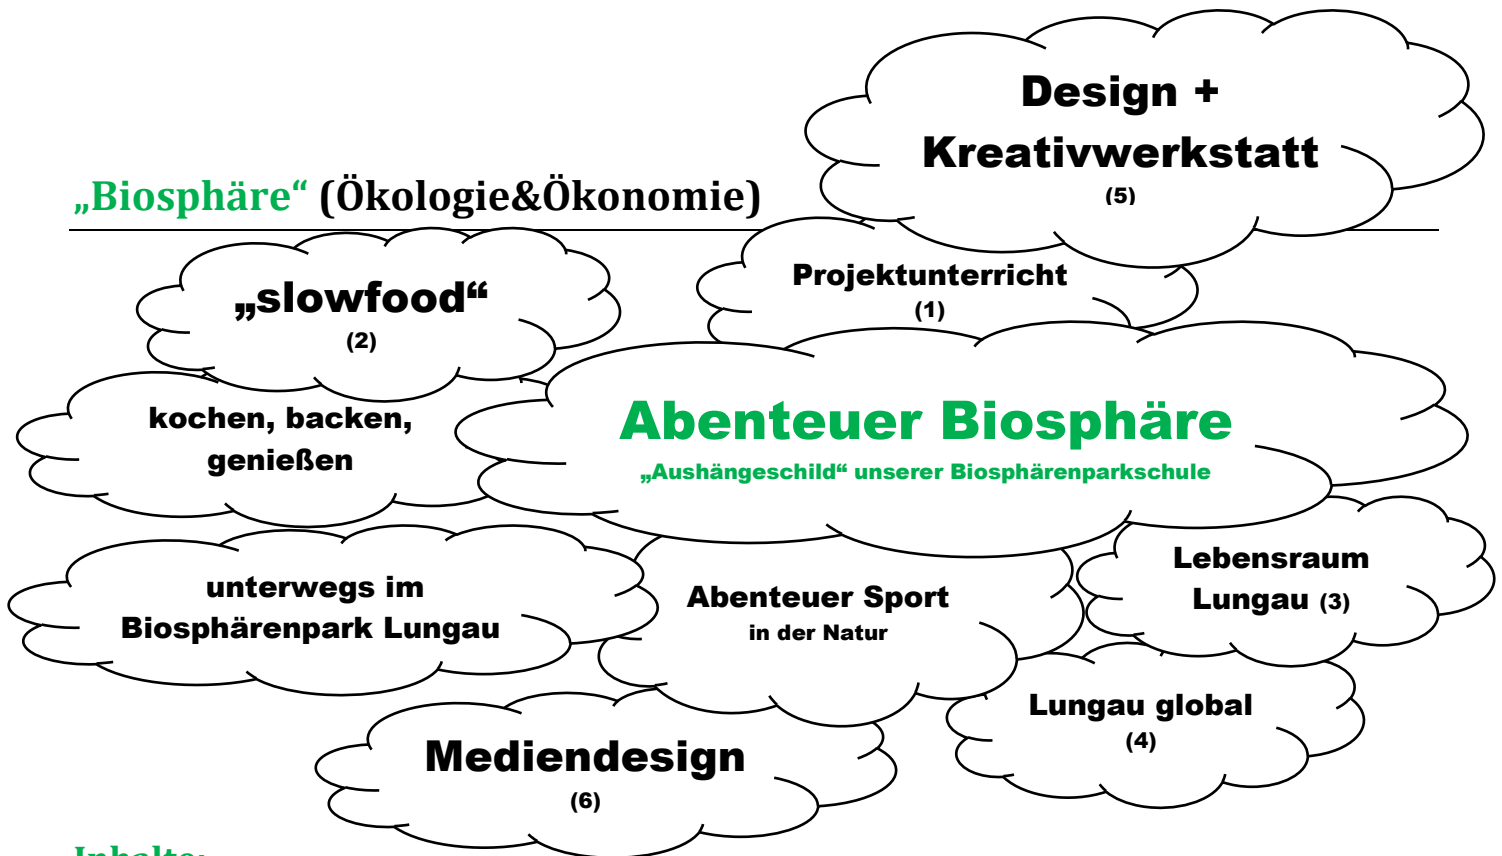 Design +
Kreativwerkstatt
(5)
„Biosphäre“ (Ökologie&Ökonomie)
„slowfood“
(2)
Projektunterricht
(1)
kochen, backen,
genießen
Abenteuer Biosphäre
„Aushängeschild“ unserer Biosphärenparkschule
unterwegs im
Biosphärenpark Lungau
Abenteuer Sport
in der Natur
Lebensraum
Lungau (3)
Lungau global
(4)
Mediendesign
(6)
Inhalte: